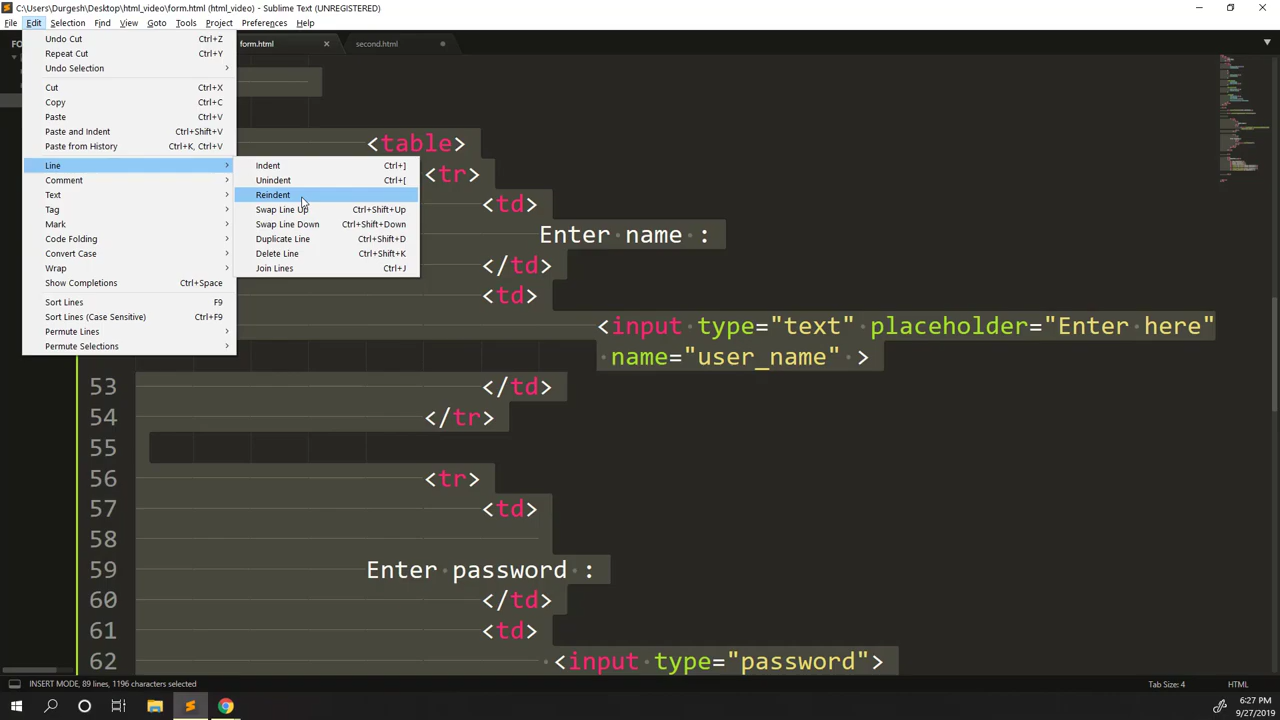 C:\Users\Durgesh\Desktop\html_video\form.html (html_video) - Sublime Text (UNREGISTERED)
File Edit Selection Find View Goto Tools Project Preferences Help
FO
form.html × second.html
Undo Cut Ctrl+Z
Repeat Cut Ctrl+Y
Undo Selection
Cut Ctrl+X
Copy Ctrl+C
Paste Ctrl+V
Paste and Indent Ctrl+Shift+V
Paste from History Ctrl+K, Ctrl+V
Line
Comment
Text
Tag
Mark
Code Folding
Convert Case
Wrap
Show Completions Ctrl+Space
Sort Lines F9
Sort Lines (Case Sensitive) Ctrl+F9
Permute Lines
Permute Selections
Indent Ctrl+]
Unindent Ctrl+[
Reindent
Swap Line Up Ctrl+Shift+Up
Swap Line Down Ctrl+Shift+Down
Duplicate Line Ctrl+Shift+D
Delete Line Ctrl+Shift+K
Join Lines Ctrl+J
<table>
<tr>
<td>
Enter name :
</td>
<td>
<input type="text" placeholder="Enter here"
name="user_name" >
53 </td>
54 </tr>
55
56 <tr>
57 <td>
58
59 Enter password :
60 </td>
61 <td>
62 <input type="password">
INSERT MODE, 89 lines, 1196 characters selected
Tab Size: 4 HTML
6:27 PM
9/27/2019